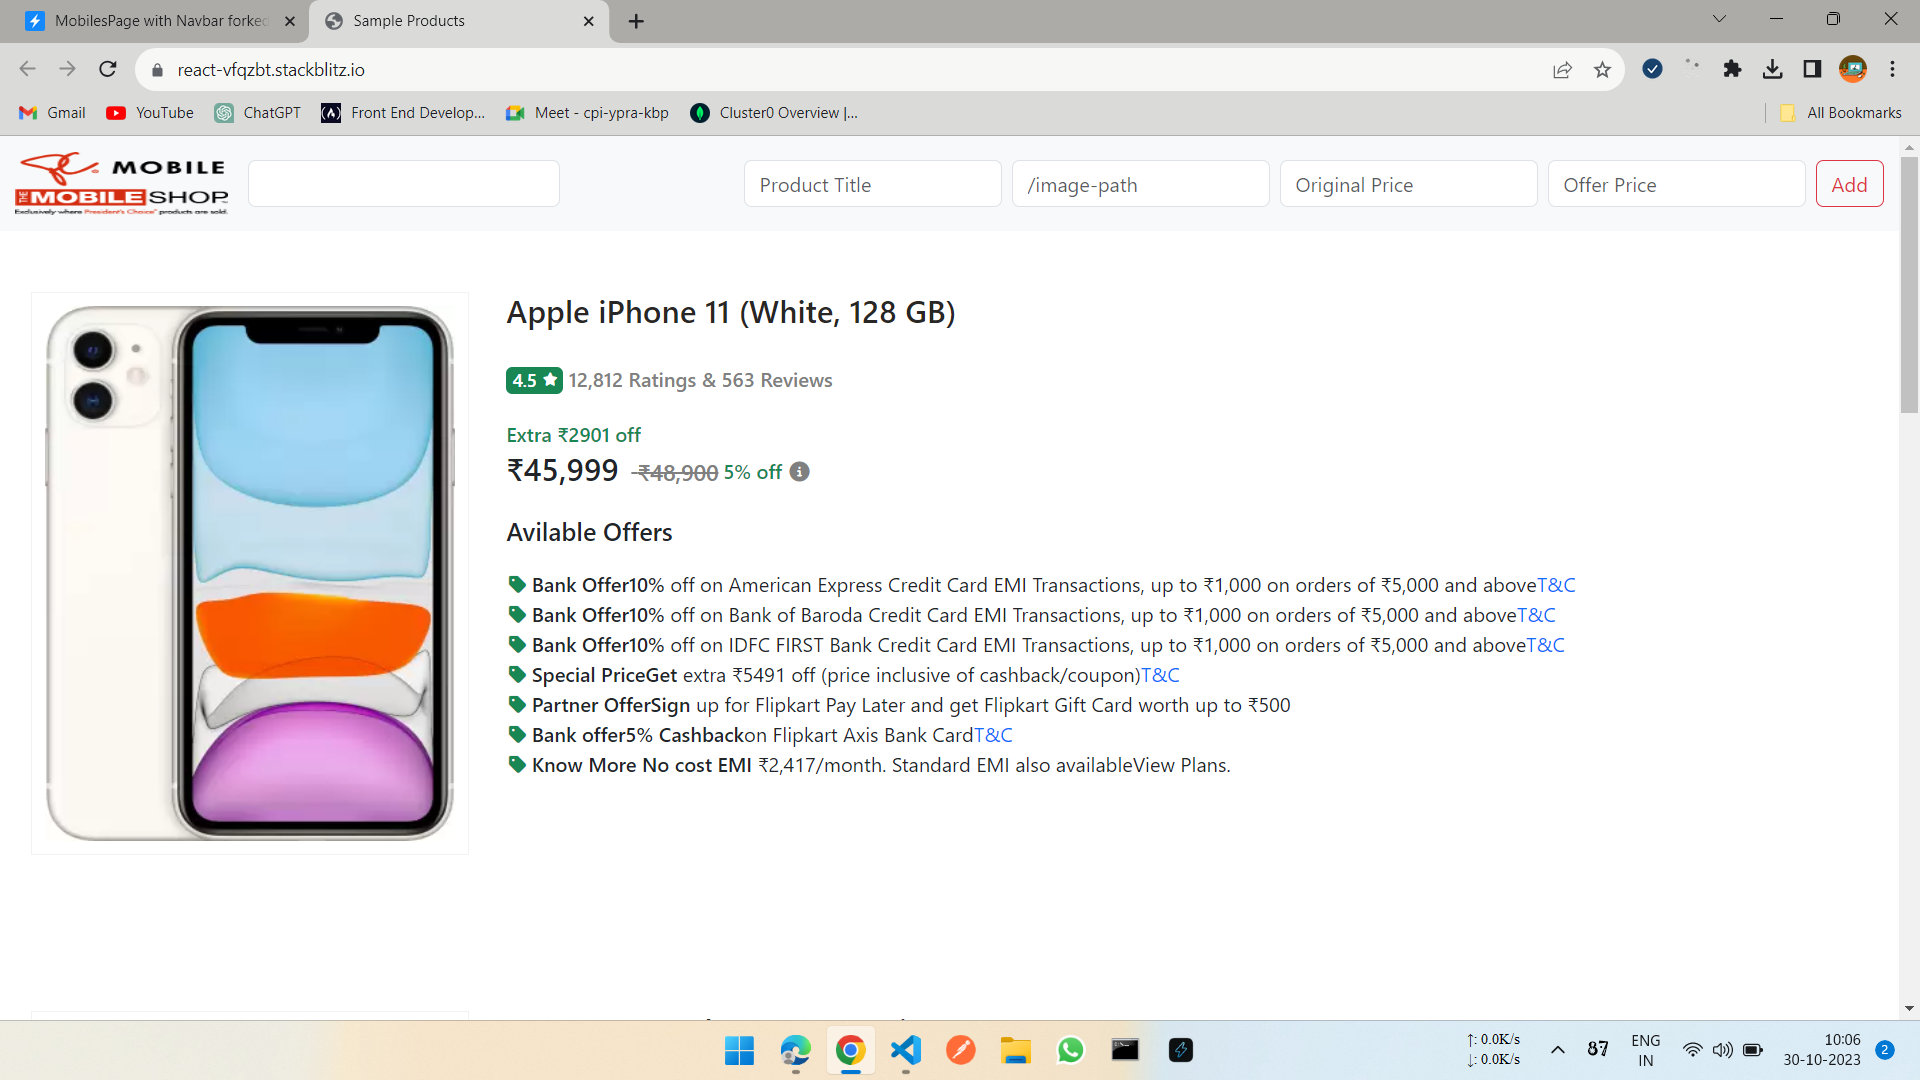 MobilesPage with Navbar forked
Sample Products
react-vfqzbt.stackblitz.io
Gmail
YouTube
ChatGPT
Front End Develop...
Meet - cpi-ypra-kbp
Cluster0 Overview |...
All Bookmarks
MOBILE
THE MOBILESHOP
Exclusively where President's Choice products are sold.
Product Title
/image-path
Original Price
Offer Price
Add
Apple iPhone 11 (White, 128 GB)
4.5 12,812 Ratings & 563 Reviews
Extra ₹2901 off
₹45,999 ₹48,900 5% off
Avilable Offers
Bank Offer10% off on American Express Credit Card EMI Transactions, up to ₹1,000 on orders of ₹5,000 and aboveT&C
Bank Offer10% off on Bank of Baroda Credit Card EMI Transactions, up to ₹1,000 on orders of ₹5,000 and aboveT&C
Bank Offer10% off on IDFC FIRST Bank Credit Card EMI Transactions, up to ₹1,000 on orders of ₹5,000 and aboveT&C
Special PriceGet extra ₹5491 off (price inclusive of cashback/coupon)T&C
Partner OfferSign up for Flipkart Pay Later and get Flipkart Gift Card worth up to ₹500
Bank offer5% Cashbackon Flipkart Axis Bank CardT&C
Know More No cost EMI ₹2,417/month. Standard EMI also availableView Plans.
↑: 0.0K/s
↓: 0.0K/s
87
ENG
IN
10:06
30-10-2023
2